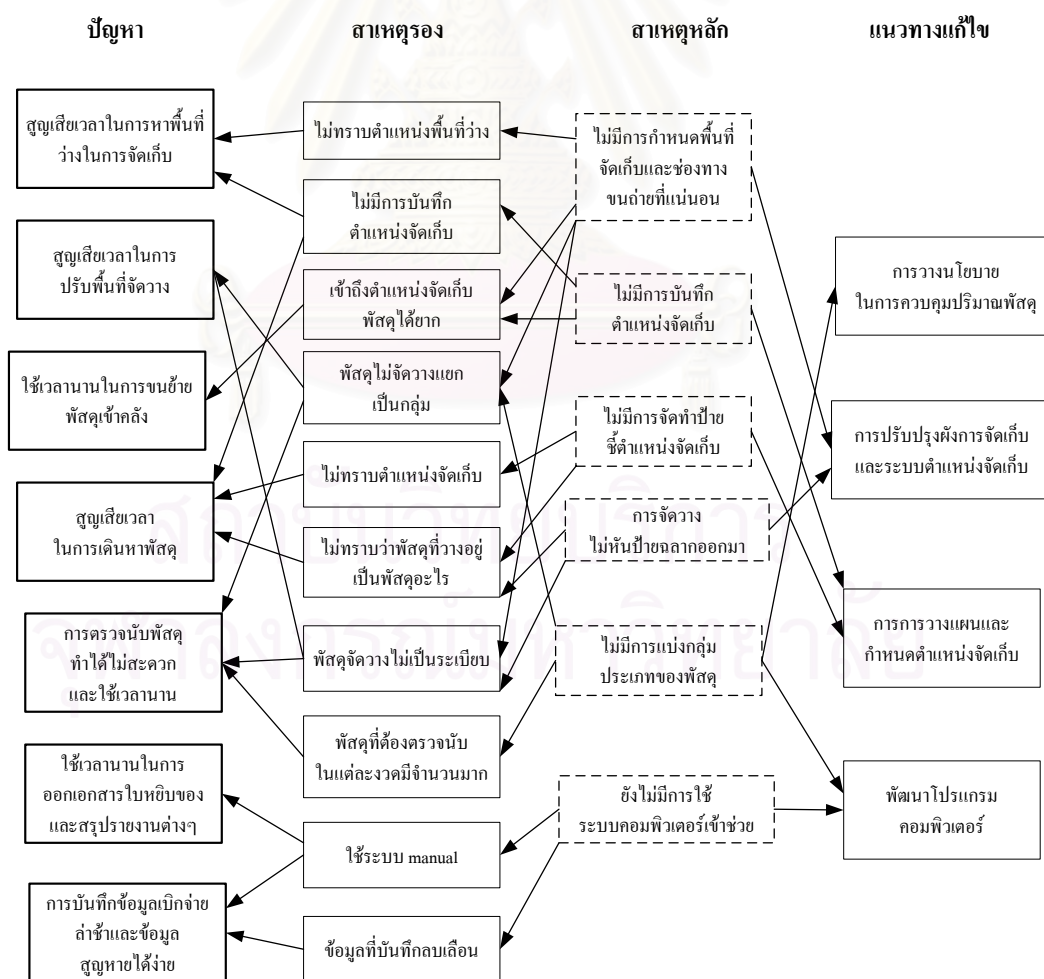 ปัญหา
สาเหตุรอง
สาเหตุหลัก
แนวทางแก้ไข
สูญเสียเวลาในการหาพื้นที่
ว่างในการจัดเก็บ
สูญเสียเวลาในการ
ปรับพื้นที่จัดวาง
ใช้เวลานานในการขนย้าย
พัสดุเข้าคลัง
สูญเสียเวลา
ในการเดินหาพัสดุ
การตรวจนับพัสดุ
ทำได้ไม่สะดวก
และใช้เวลานาน
ใช้เวลานานในการ
ออกเอกสารใบหยิบของ
และสรุปรายงานต่างๆ
การบันทึกข้อมูลเบิกจ่าย
ล่าช้าและข้อมูล
สูญหายได้ง่าย
ไม่ทราบตำแหน่งพื้นที่ว่าง
ไม่มีการบันทึก
ตำแหน่งจัดเก็บ
เข้าถึงตำแหน่งจัดเก็บ
พัสดุได้ยาก
พัสดุไม่จัดวางแยก
เป็นกลุ่ม
ไม่ทราบตำแหน่งจัดเก็บ
ไม่ทราบว่าพัสดุที่วางอยู่
เป็นพัสดุอะไร
พัสดุจัดวางไม่เป็นระเบียบ
พัสดุที่ต้องตรวจนับ
ในแต่ละงวดมีจำนวนมาก
ใช้ระบบ manual
ข้อมูลที่บันทึกลบเลือน
ไม่มีการกำหนดพื้นที่
จัดเก็บและช่องทาง
ขนถ่ายที่แน่นอน
ไม่มีการบันทึก
ตำแหน่งจัดเก็บ
ไม่มีการจัดทำป้าย
ชี้ตำแหน่งจัดเก็บ
การจัดวาง
ไม่หันป้ายฉลากออกมา
ไม่มีการแบ่งกลุ่ม
ประเภทของพัสดุ
ยังไม่มีการใช้
ระบบคอมพิวเตอร์เข้าช่วย
การวางนโยบาย
ในการควบคุมปริมาณพัสดุ
การปรับปรุงผังการจัดเก็บ
และระบบตำแหน่งจัดเก็บ
การการวางแผนและ
กำหนดตำแหน่งจัดเก็บ
พัฒนาโปรแกรม
คอมพิวเตอร์
สถาบันวิทยบริการ
จุฬาลงกรณ์มหาวิทยาลัย